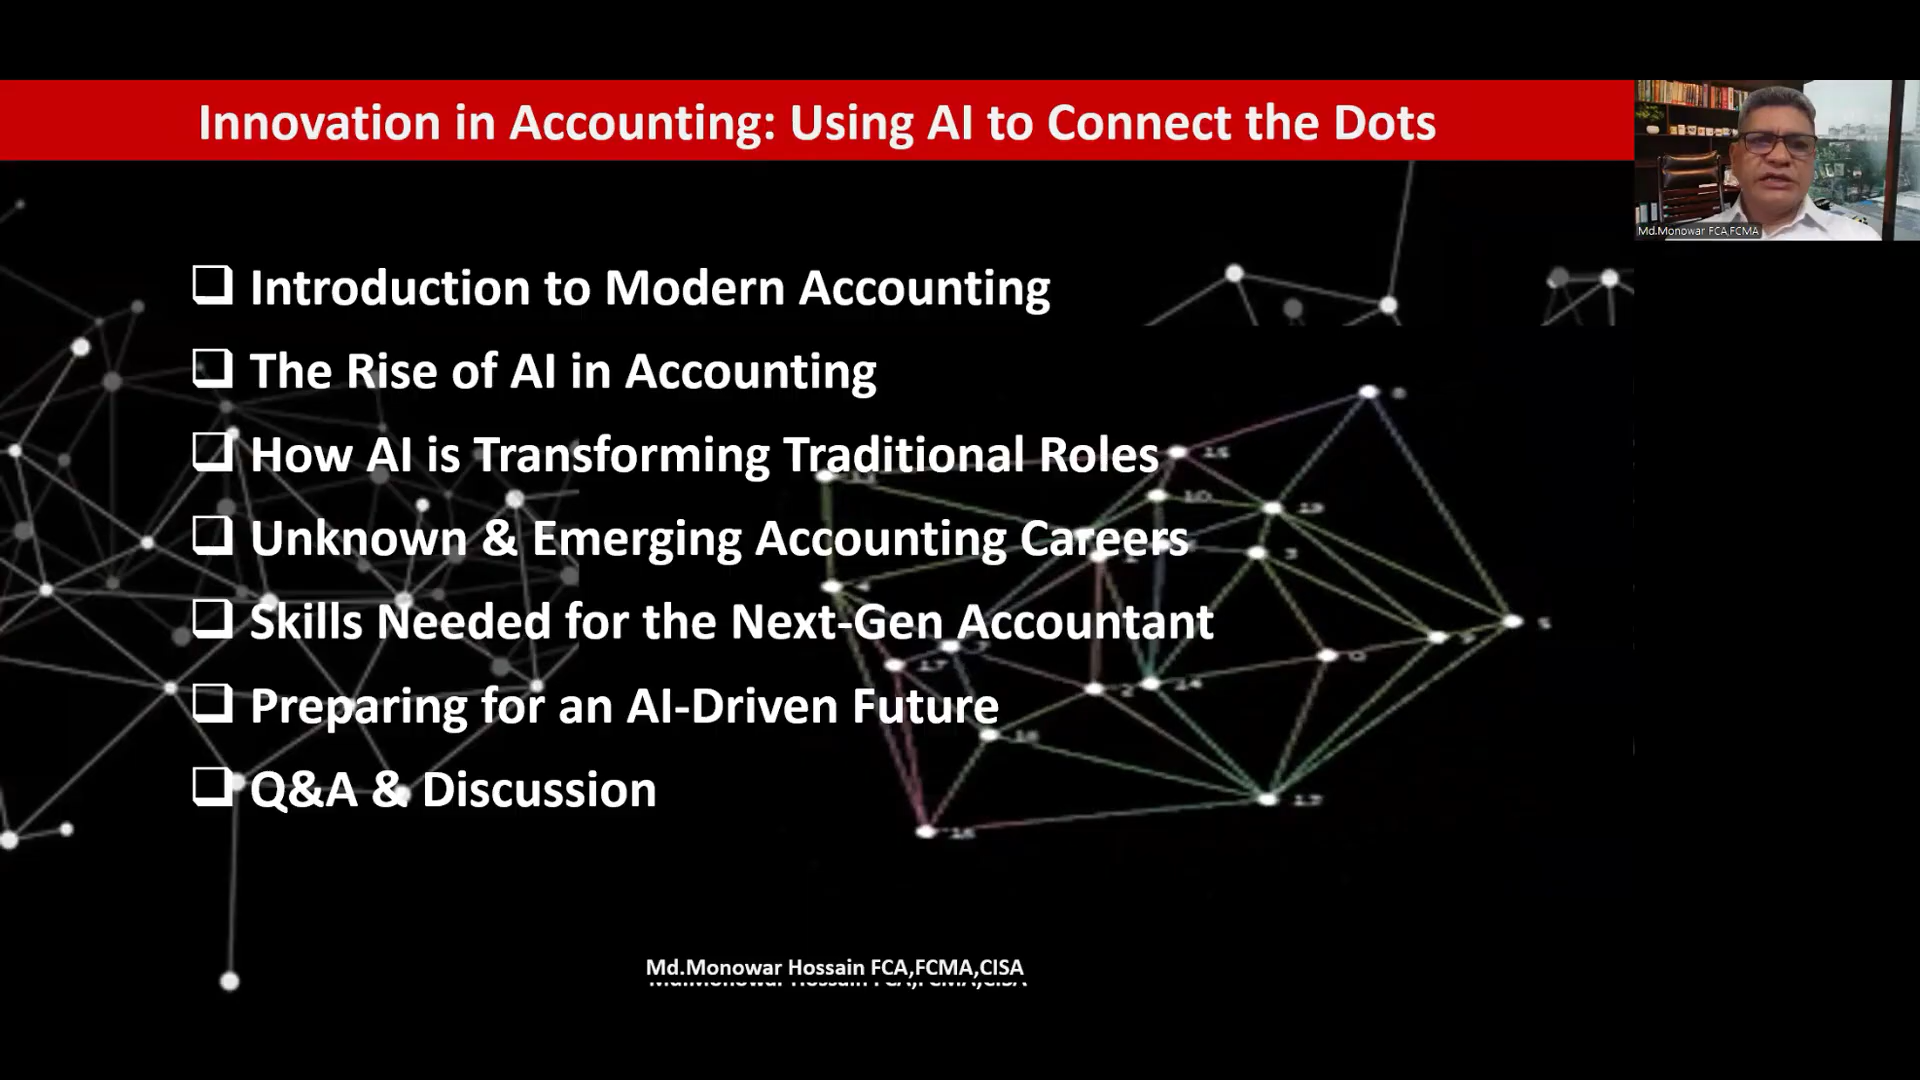 Innovation in Accounting: Using AI to Connect the Dots
Md.Monowar FCA,FCMA
Introduction to Modern Accounting
The Rise of AI in Accounting
How AI is Transforming Traditional Roles
Unknown & Emerging Accounting Careers
Skills Needed for the Next-Gen Accountant
Preparing for an AI-Driven Future
Q&A & Discussion
Md.Monowar Hossain FCA,FCMA,CISA